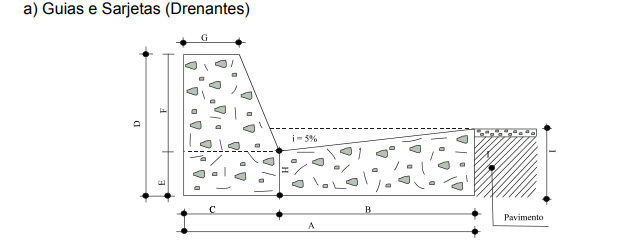 a) Guias e Sarjetas (Drenantes)
G
D
F
i = 5%
I
E
H
C
B
A
Pavimento